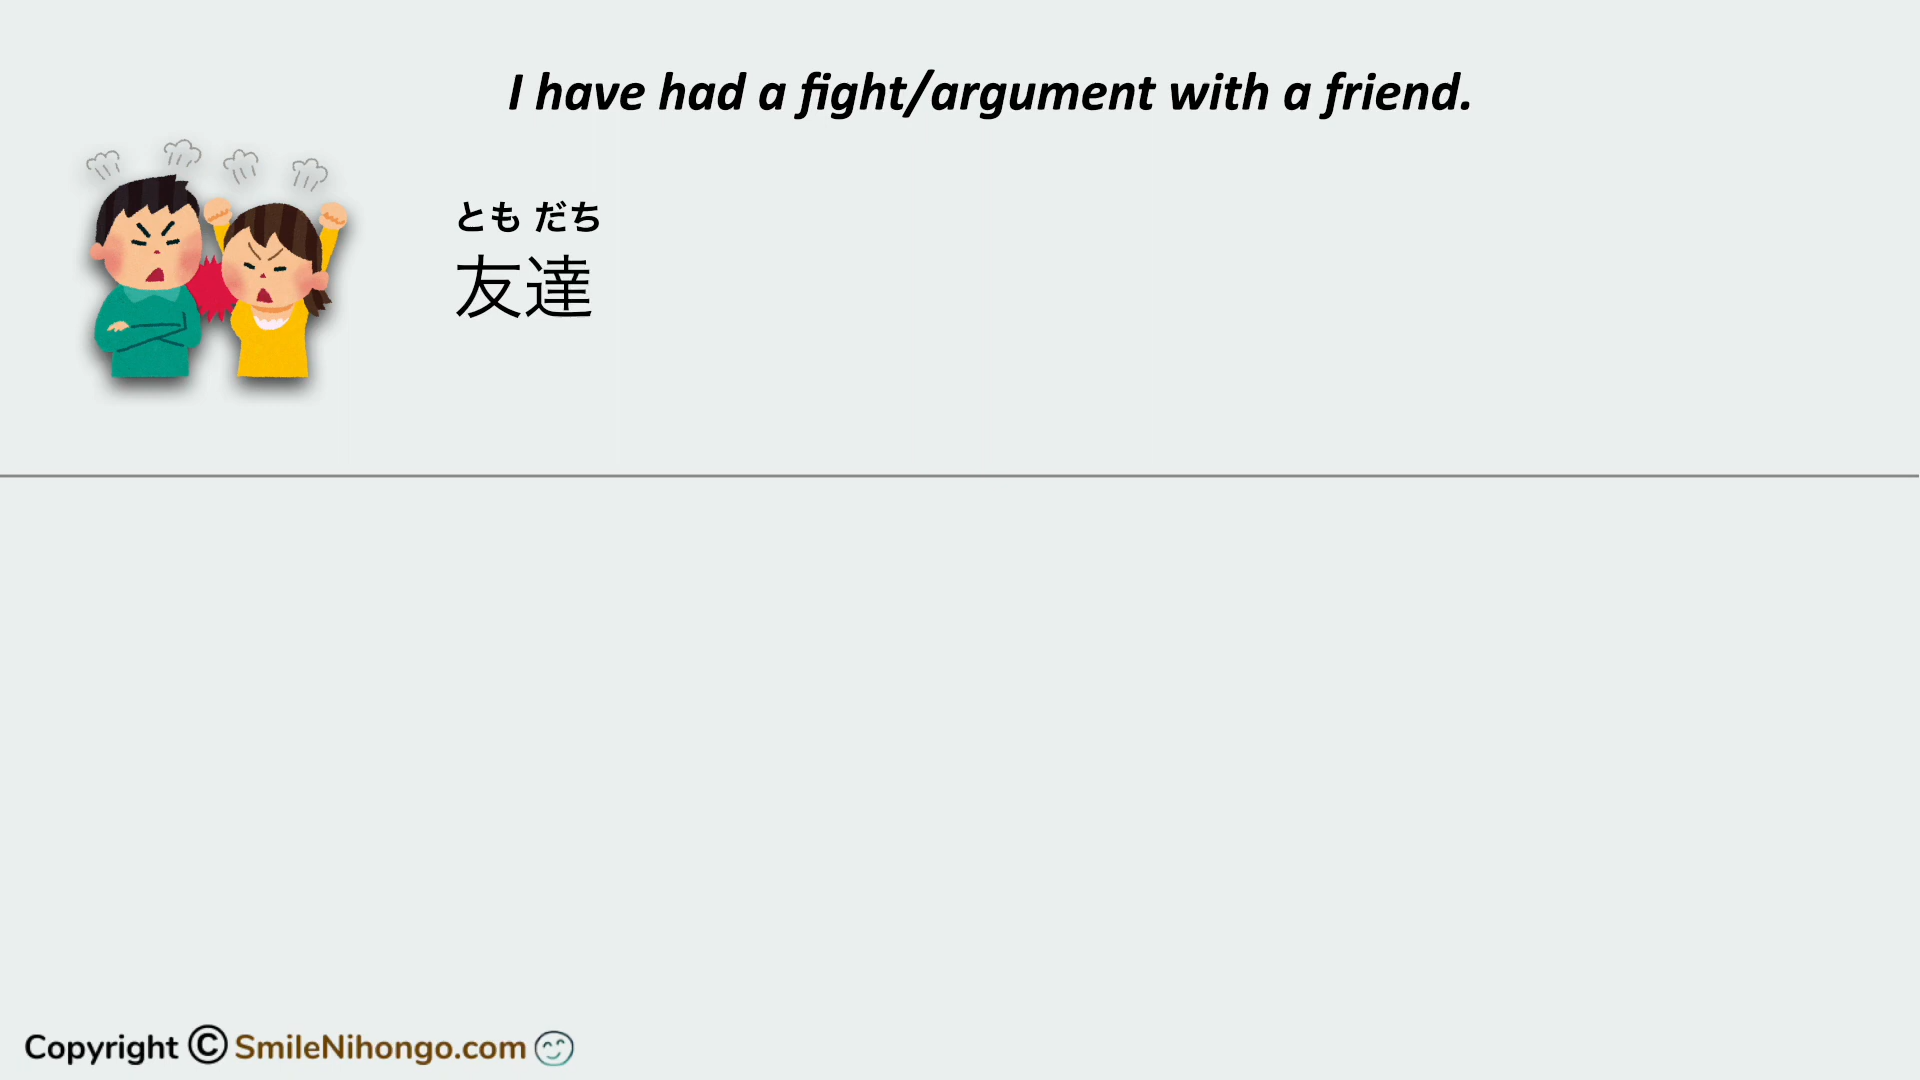 I have had a fight/argument with a friend.
とも だち
友達
Copyright © SmileNihongo.com